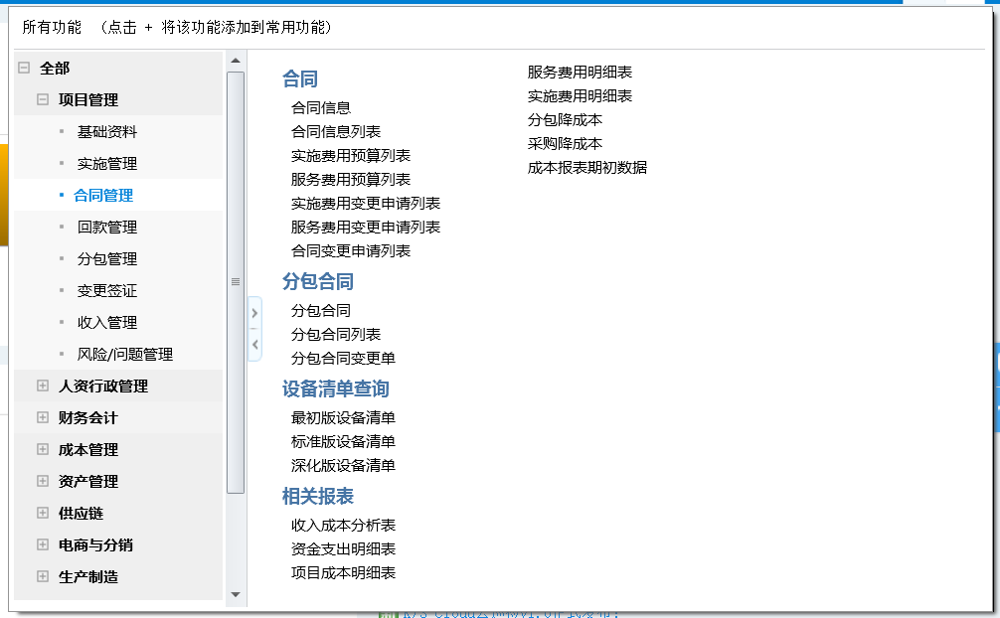 所有功能 （点击 + 将该功能添加到常用功能）
全部
项目管理
基础资料
实施管理
合同管理
回款管理
分包管理
变更签证
收入管理
风险/问题管理
人资行政管理
财务会计
成本管理
资产管理
供应链
电商与分销
生产制造
合同
合同信息
合同信息列表
实施费用预算列表
服务费用预算列表
实施费用变更申请列表
服务费用变更申请列表
合同变更申请列表
分包合同
分包合同
分包合同列表
分包合同变更单
设备清单查询
最初版设备清单
标准版设备清单
深化版设备清单
相关报表
收入成本分析表
资金支出明细表
项目成本明细表
服务费用明细表
实施费用明细表
分包降成本
采购降成本
成本报表期初数据